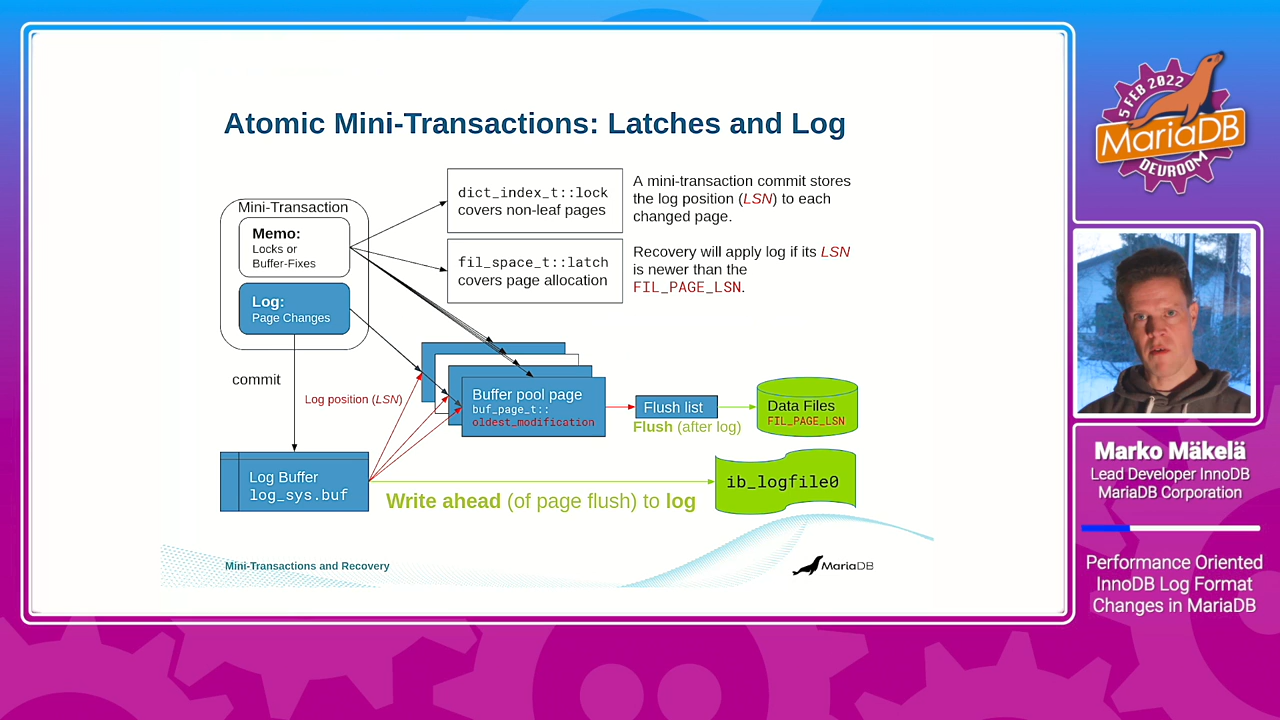 Atomic Mini-Transactions: Latches and Log
Mini-Transaction
Memo:
Locks or
Buffer-Fixes
Log:
Page Changes
dict_index_t::lock
covers non-leaf pages
fil_space_t::latch
covers page allocation
A mini-transaction commit stores
the log position (LSN) to each
changed page.
Recovery will apply log if its LSN
is newer than the
FIL_PAGE_LSN.
commit
Log position (LSN)
Buffer pool page
buf_page_t::
oldest_modification
Flush list
Flush (after log)
Data Files
FIL_PAGE_LSN
Log Buffer
log_sys.buf
Write ahead (of page flush) to log
ib_logfile0
Mini-Transactions and Recovery
MariaDB
5 FEB 2022
MariaDB
DEVROOM
Marko Mäkelä
Lead Developer InnoDB
MariaDB Corporation
Performance Oriented
InnoDB Log Format
Changes in MariaDB